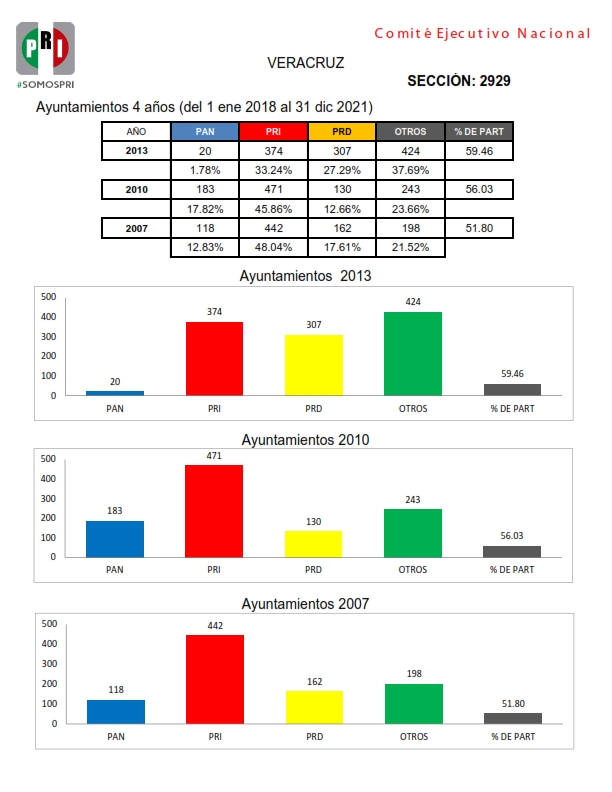 PRI
#SOMOSPRI
Comité Ejecutivo Nacional
VERACRUZ
SECCIÓN: 2929
Ayuntamientos 4 años (del 1 ene 2018 al 31 dic 2021)
AÑO PAN PRI PRD OTROS % DE PART
2013 20 374 307 424 59.46
1.78% 33.24% 27.29% 37.69%
2010 183 471 130 243 56.03
17.82% 45.86% 12.66% 23.66%
2007 118 442 162 198 51.80
12.83% 48.04% 17.61% 21.52%
Ayuntamientos 2013
500
400
300
200
100
0
20 374 307 424 59.46
PAN PRI PRD OTROS % DE PART
Ayuntamientos 2010
500
400
300
200
100
0
183 471 130 243 56.03
PAN PRI PRD OTROS % DE PART
Ayuntamientos 2007
500
400
300
200
100
0
118 442 162 198 51.80
PAN PRI PRD OTROS % DE PART